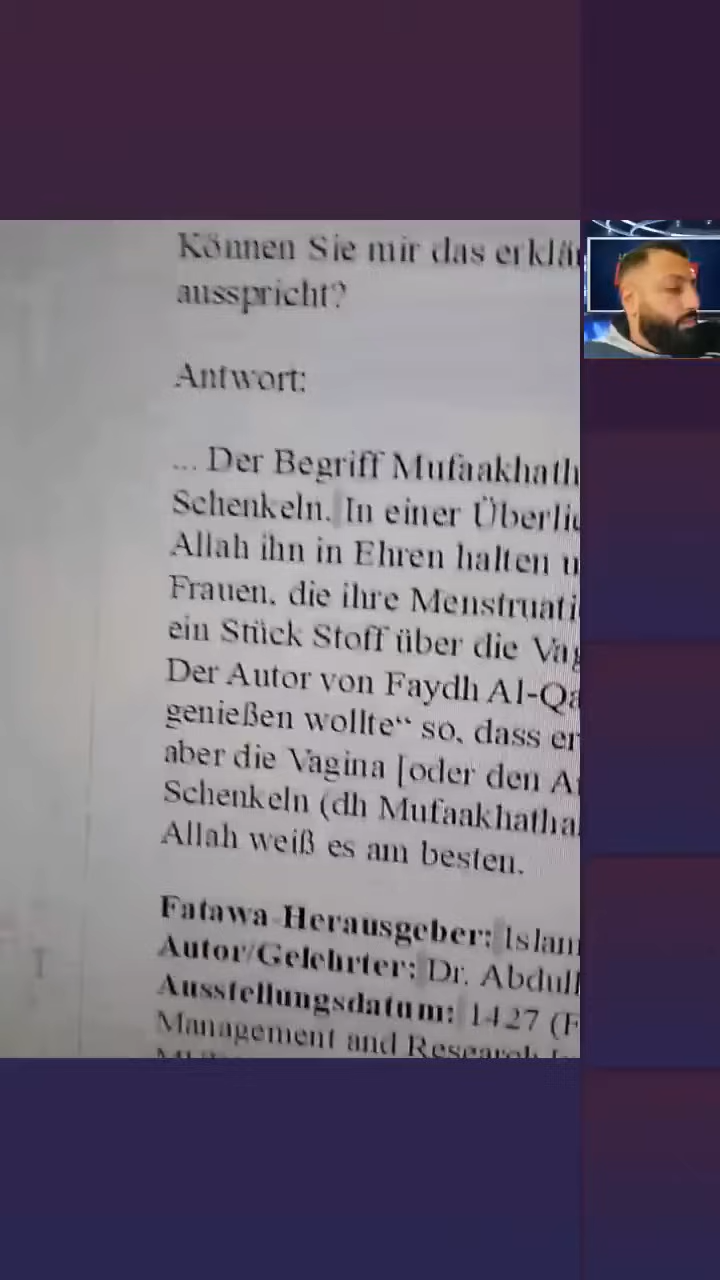 Können Sie mir das erklä
ausspricht?
Antwort:
... Der Begriff Mufaakhath
Schenkeln. In einer Überli
Allah ihn in Ehren halten u
Frauen, die ihre Menstruati
ein Stück Stoff über die Vag
Der Autor von Faydh Al-Qa
genießen wollte“ so, dass er
aber die Vagina [oder den A
Schenkeln (dh Mufaakhatha
Allah weiß es am besten.
Fatawa-Herausgeber: Islam
Autor/Gelehrter: Dr. Abdull
Ausstellungsdatum: 1427 (F
Management and Research